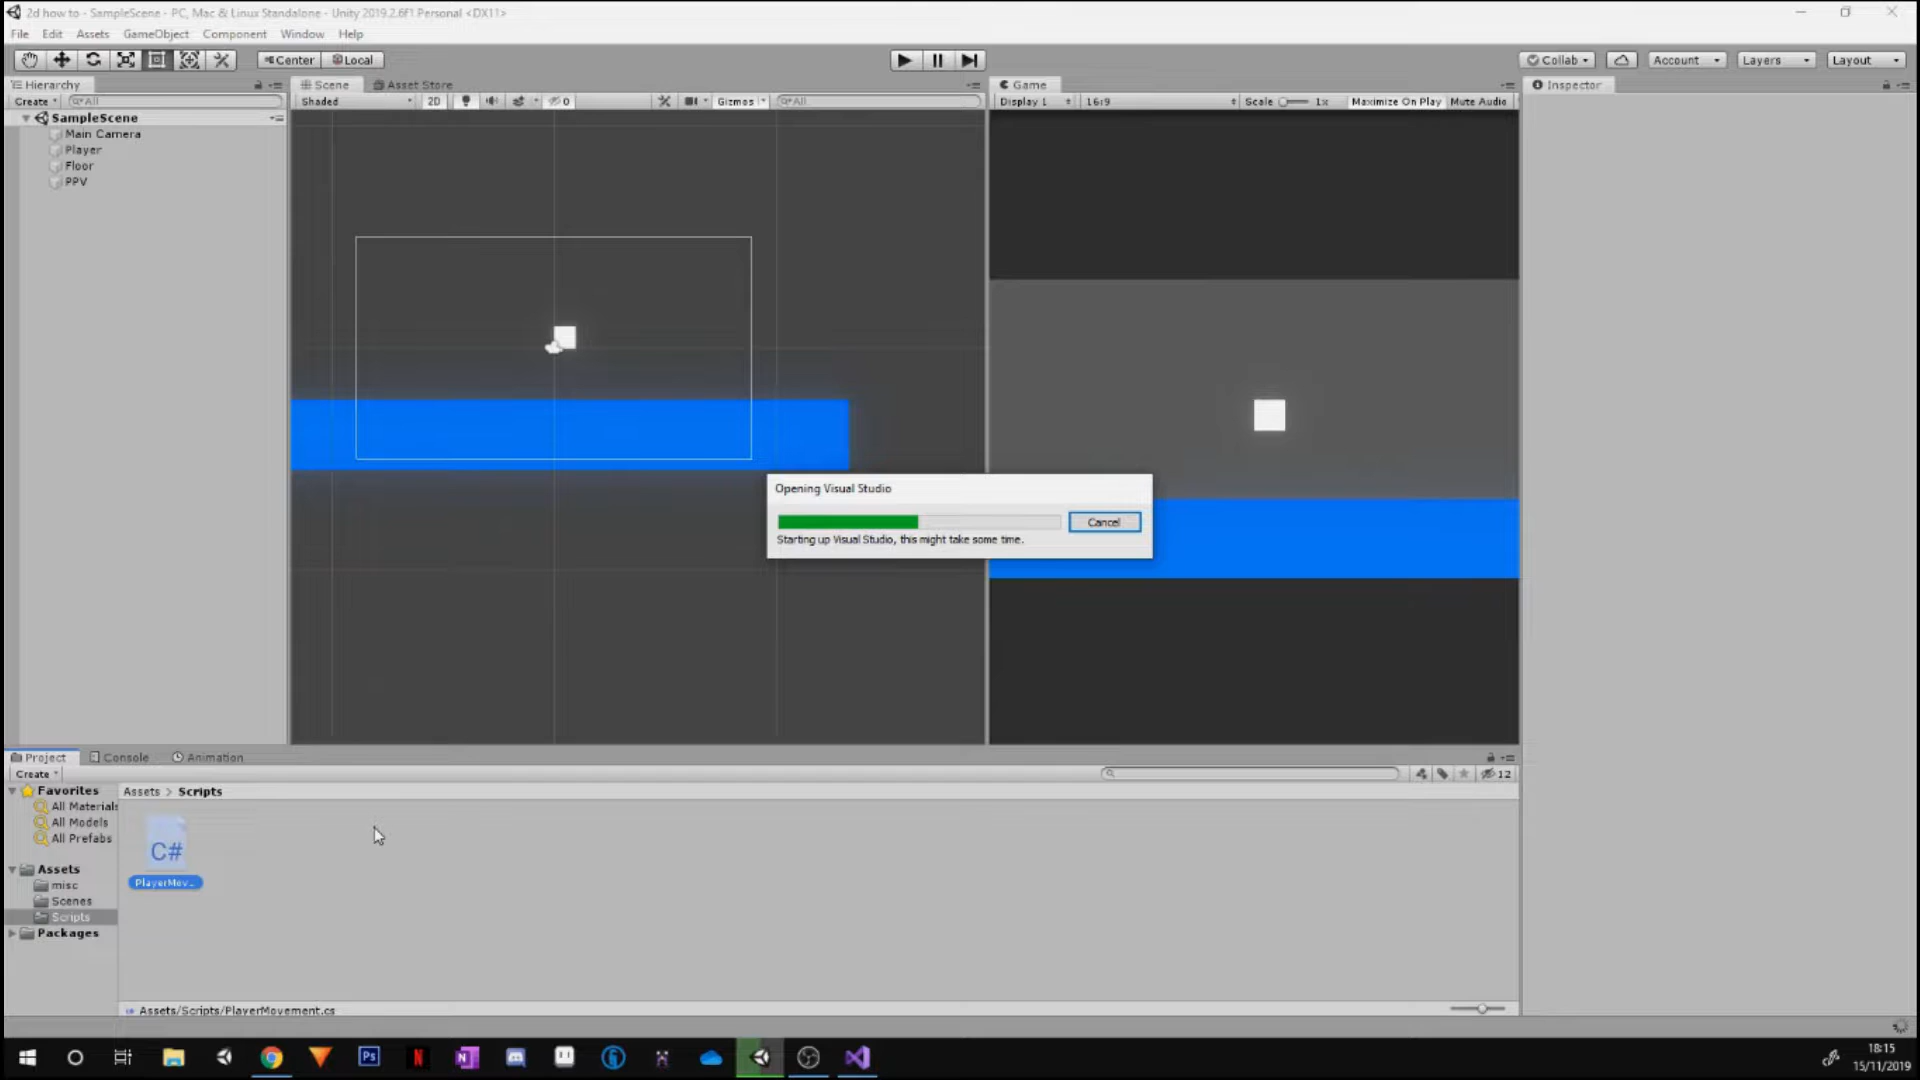 2d how to - SampleScene - PC, Mac & Linux Standalone - Unity 2019.2.6f1 Personal <DX11>
File Edit Assets GameObject Component Window Help
Center Local Collab Account Layers Layout
Hierarchy Scene Asset Store Game Inspector
Create All Shaded 2D 0 Gizmos All Display 1 16:9 Scale 1x Maximize On Play Mute Audio
SampleScene
Main Camera
Player
Floor
PPV
Opening Visual Studio
Cancel
Starting up Visual Studio, this might take some time.
Project Console Animation
Create 12
Favorites
All Materials
All Models
All Prefabs
Assets
misc
Scenes
Scripts
Packages
Assets > Scripts
C#
PlayerMov...
Assets/Scripts/PlayerMovement.cs
Ps N N
18:15
15/11/2019